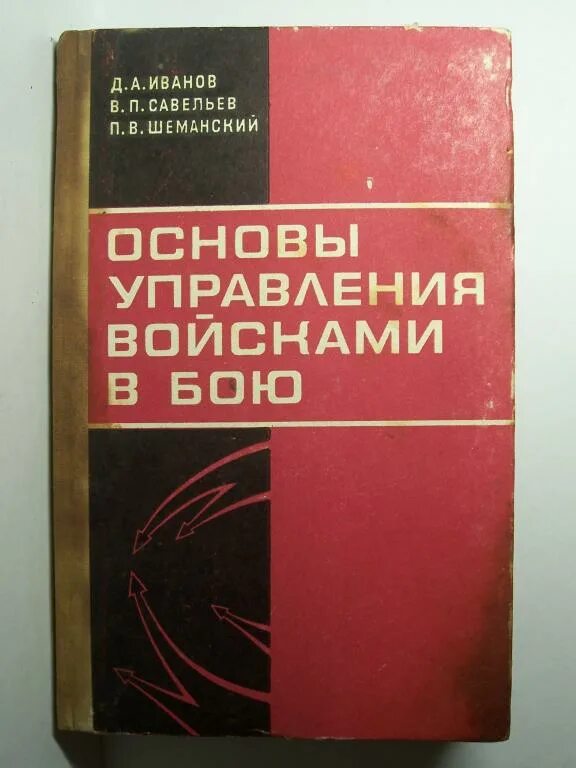 Д.А.ИВАНОВ
В.П.САВЕЛЬЕВ
П.В.ШЕМАНСКИЙ
ОСНОВЫ
УПРАВЛЕНИЯ
ВОЙСКАМИ
В БОЮ